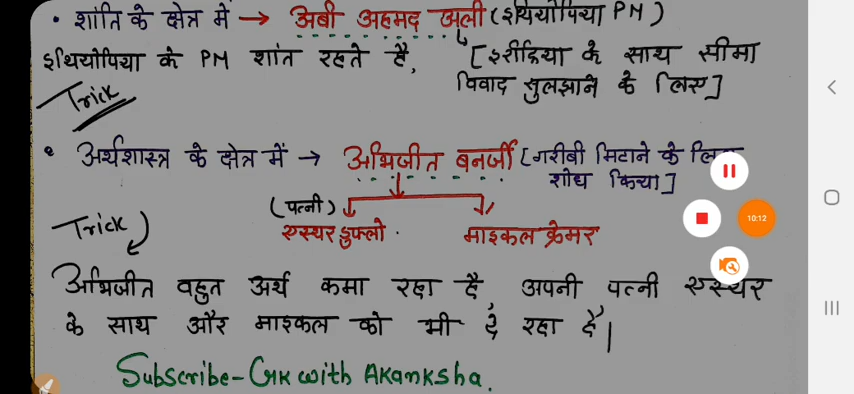 • शांति के क्षेत्र में → अबी अहमद अली (इथियोपिया PM)
इथियोपिया के PM शांत रहते है, [इरीट्रिया के साथ सीमा
विवाद सुलझाने के लिए]
Trick
• अर्थशास्त्र के क्षेत्र में → अभिजीत बनर्जी [गरीबी मिटाने के
शोध किया]
(पत्नी)
एस्थर डुफ्लो माइकल क्रेमर
Trick
अभिजीत बहुत अर्थ कमा रहा है, अपनी पत्नी एस्थर
के साथ और माइकल को भी दे रहा है।
Subscribe-GK with Akanksha.
10:12